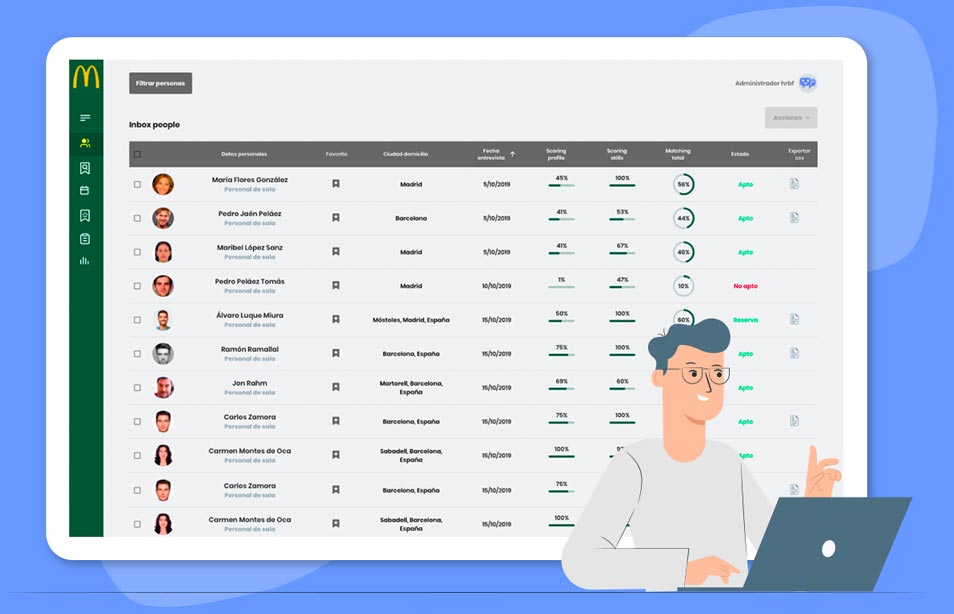 Filtrar personas
Administrador hrbf
Acciones
Inbox people
Datos personales Favorito Ciudad domicilio Fecha entrevista Scoring profile Scoring skills Matching total Estado Exportar csv
María Flores González
Personal de sala
Madrid 5/10/2019 45% 100% 56% Apto
Pedro Jaén Peláez
Personal de sala
Barcelona 5/10/2019 41% 53% 44% Apto
Maribel López Sanz
Personal de sala
Madrid 5/10/2019 41% 67% 46% Apto
Pedro Peláez Tomás
Personal de sala
Madrid 10/10/2019 1% 47% 10% No apto
Álvaro Luque Miura
Personal de sala
Móstoles, Madrid, España 15/10/2019 50% 100% 60% Reserva
Ramón Ramallal
Personal de sala
Barcelona, España 15/10/2019 75% 100% Apto
Jon Rahm
Personal de sala
Martorell, Barcelona, España 15/10/2019 69% 60% Apto
Carlos Zamora
Personal de sala
Barcelona, España 15/10/2019 75% 100% Apto
Carmen Montes de Oca
Personal de sala
Sabadell, Barcelona, España 15/10/2019 100% Apto
Carlos Zamora
Personal de sala
Barcelona, España 15/10/2019 75%
Carmen Montes de Oca
Personal de sala
Sabadell, Barcelona, España 15/10/2019 100%